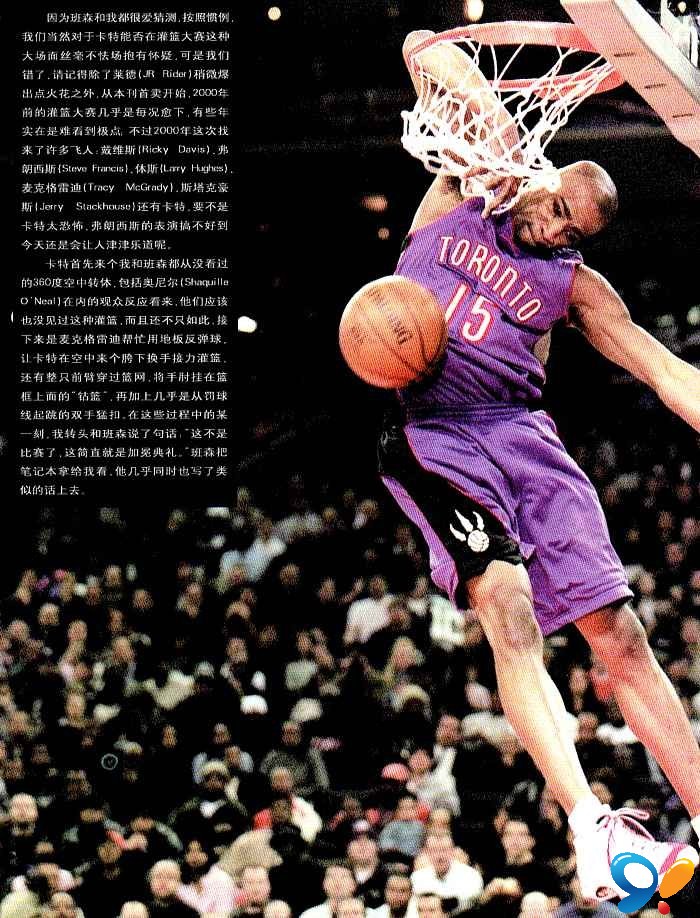 因为班森和我都很爱猜测,按照惯例,
我们当然对于卡特能否在灌篮大赛这种
大场面丝毫不怯场抱有怀疑,可是我们
错了,请记得除了莱德(JR Rider)稍微爆
出点火花之外,从本刊首卖开始,2000年
前的灌篮大赛几乎是每况愈下,有些年
实在是难看到极点,不过2000年这次找
来了许多飞人:戴维斯(Ricky Davis),弗
朗西斯(Steve Francis),休斯(Larry Hughes),
麦克格雷迪(Tracy McGrady),斯塔克豪
斯(Jerry Stackhouse)还有卡特,要不是
卡特太恐怖,弗朗西斯的表演搞不好到
今天还是会让人津津乐道呢。
卡特首先来个我和班森都从没看过
的360度空中转体,包括奥尼尔(Shaquille
O'Neal)在内的观众反应看来,他们应该
也没见过这种灌篮,而且还不只如此,接
下来是麦克格雷迪帮忙用地板反弹球,
让卡特在空中来个胯下换手接力灌篮,
还有整只前臂穿过篮网,将手肘挂在篮
框上面的"钻篮",再加上几乎是从罚球
线起跳的双手猛扣,在这些过程中的某
一刻,我转头和班森说了句话:"这不是
比赛了,这简直就是加冕典礼。"班森把
笔记本拿给我看,他几乎同时也写了类
似的话上去。
TORONTO
15
9